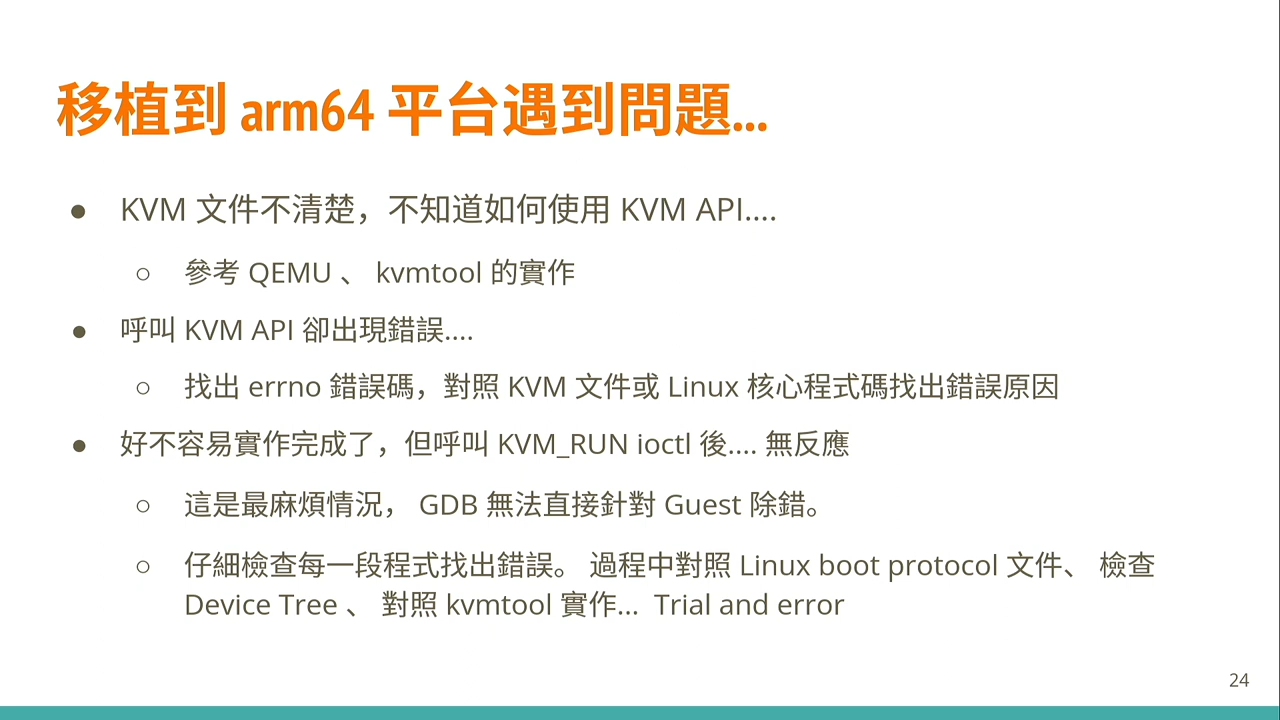 移植到 arm64 平台遇到問題...
● KVM 文件不清楚，不知道如何使用 KVM API....
○ 參考 QEMU 、 kvmtool 的實作
● 呼叫 KVM API 卻出現錯誤....
○ 找出 errno 錯誤碼，對照 KVM 文件或 Linux 核心程式碼找出錯誤原因
● 好不容易實作完成了，但呼叫 KVM_RUN ioctl 後.... 無反應
○ 這是最麻煩情況， GDB 無法直接針對 Guest 除錯。
○ 仔細檢查每一段程式找出錯誤。 過程中對照 Linux boot protocol 文件、 檢查
Device Tree 、 對照 kvmtool 實作... Trial and error
24